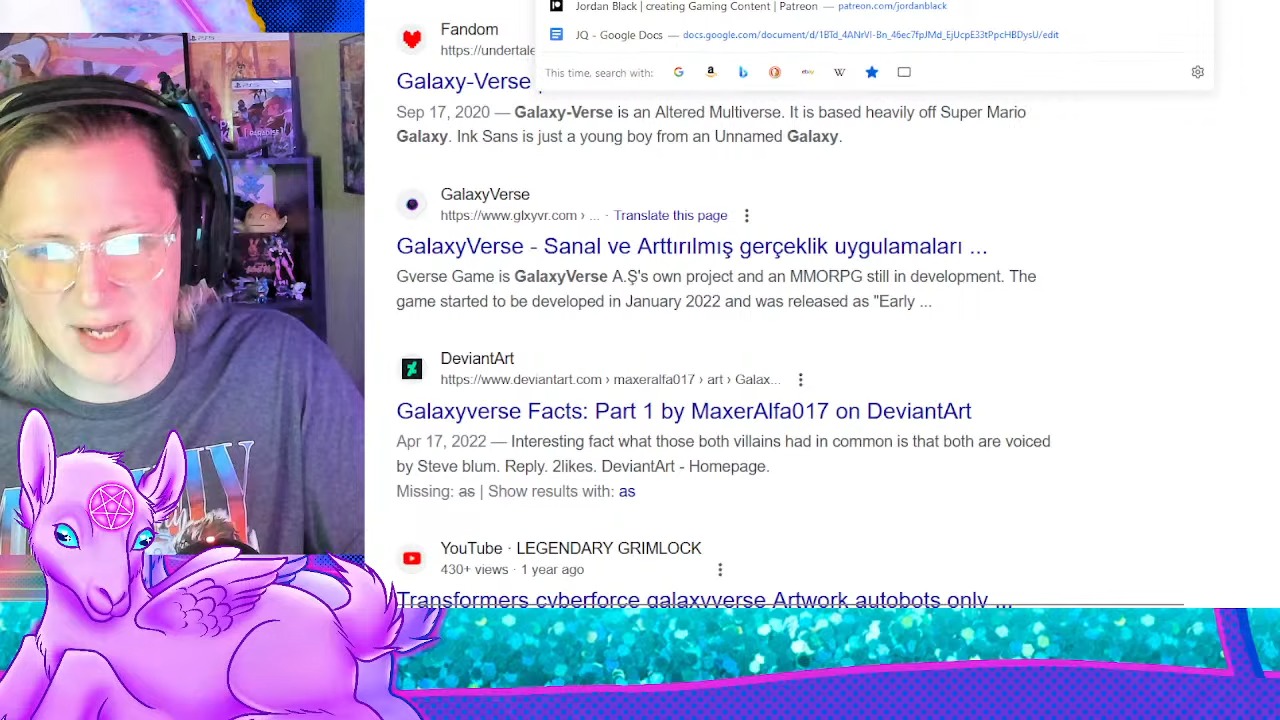 Jordan Black | creating Gaming Content | Patreon — patreon.com/jordanblack
JQ - Google Docs — docs.google.com/document/d/1BTd_4ANrVI-Bn_46ec7fpJMd_EjUcpE33tPpcHBDysU/edit
This time, search with:
Fandom
https://undertale
Galaxy-Verse
Sep 17, 2020 — Galaxy-Verse is an Altered Multiverse. It is based heavily off Super Mario
Galaxy. Ink Sans is just a young boy from an Unnamed Galaxy.
GalaxyVerse
https://www.glxyvr.com › ... · Translate this page
GalaxyVerse - Sanal ve Arttırılmış gerçeklik uygulamaları ...
Gverse Game is GalaxyVerse A.Ş's own project and an MMORPG still in development. The
game started to be developed in January 2022 and was released as "Early ...
DeviantArt
https://www.deviantart.com › maxeralfa017 › art › Galax...
Galaxyverse Facts: Part 1 by MaxerAlfa017 on DeviantArt
Apr 17, 2022 — Interesting fact what those both villains had in common is that both are voiced
by Steve blum. Reply. 2likes. DeviantArt - Homepage.
Missing: as | Show results with: as
YouTube · LEGENDARY GRIMLOCK
430+ views · 1 year ago
Transformers cyberforce galaxyverse Artwork autobots only ...